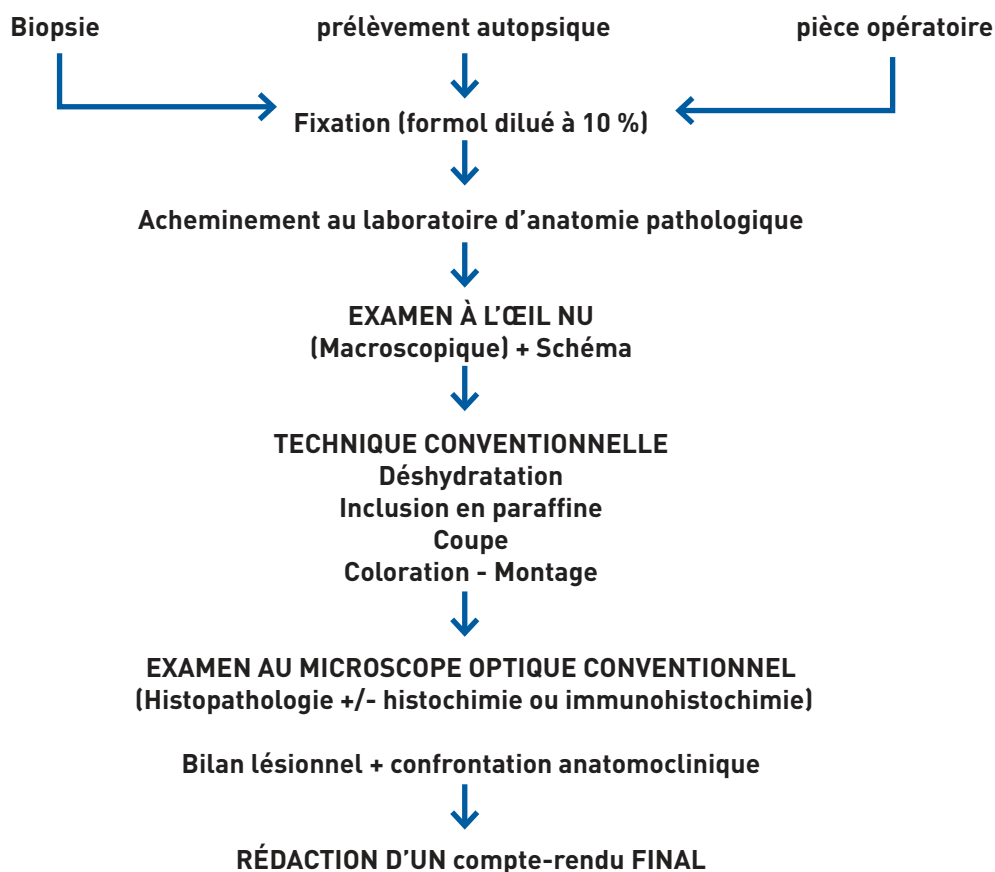 Biopsie
prélèvement autopsique
pièce opératoire
Fixation (formol dilué à 10 %)
Acheminement au laboratoire d’anatomie pathologique
EXAMEN À L’ŒIL NU
(Macroscopique) + Schéma
TECHNIQUE CONVENTIONNELLE
Déshydratation
Inclusion en paraffine
Coupe
Coloration - Montage
EXAMEN AU MICROSCOPE OPTIQUE CONVENTIONNEL
(Histopathologie +/- histochimie ou immunohistochimie)
Bilan lésionnel + confrontation anatomoclinique
RÉDACTION D’UN compte-rendu FINAL